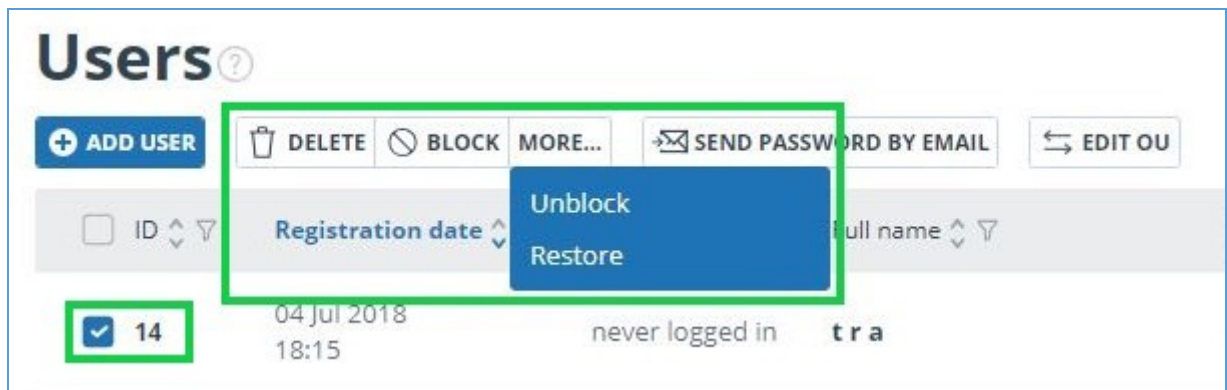 Users ?
ADD USER DELETE BLOCK MORE... SEND PASSWORD BY EMAIL EDIT OU
Unblock
ID Registration date Full name
Restore
04 Jul 2018
14 never logged in t r a
18:15